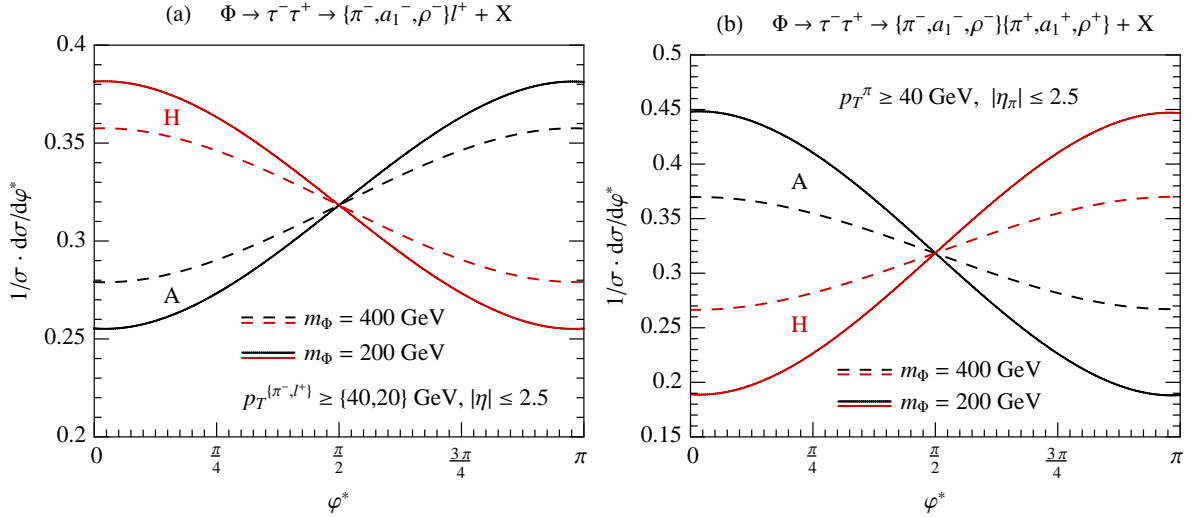 (a) Φ → τ⁻τ⁺ → {π⁻,a₁⁻,ρ⁻}l⁺ + X
0.4
0.35
0.3
0.25
0.2
1/σ · dσ/dφ*
H
A
m_Φ = 400 GeV
m_Φ = 200 GeV
p_T^{π⁻,l⁺} ≥ {40,20} GeV, |η| ≤ 2.5
0 π/4 π/2 3π/4 π
φ*
(b) Φ → τ⁻τ⁺ → {π⁻,a₁⁻,ρ⁻}{π⁺,a₁⁺,ρ⁺} + X
0.5
0.45
0.4
0.35
0.3
0.25
0.2
0.15
1/σ · dσ/dφ*
p_T^π ≥ 40 GeV, |η_π| ≤ 2.5
A
H
m_Φ = 400 GeV
m_Φ = 200 GeV
0 π/4 π/2 3π/4 π
φ*